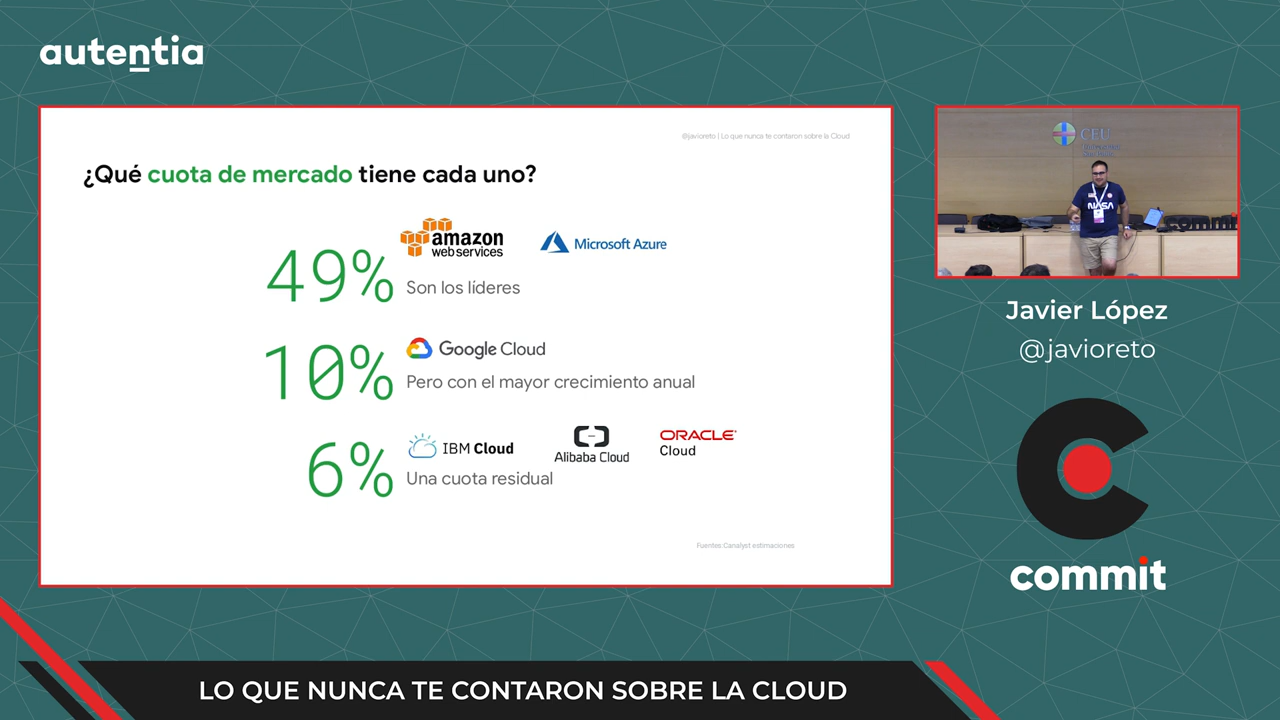 autentia
@javioreto | Lo que nunca te contaron sobre la Cloud
¿Qué cuota de mercado tiene cada uno?
49%
amazon
webservices
Microsoft Azure
Son los líderes
10%
Google Cloud
Pero con el mayor crecimiento anual
6%
IBM Cloud
Alibaba Cloud
ORACLE
Cloud
Una cuota residual
Fuentes:Canalyst estimaciones
CEU
NASA
Javier López
@javioreto
commit
LO QUE NUNCA TE CONTARON SOBRE LA CLOUD